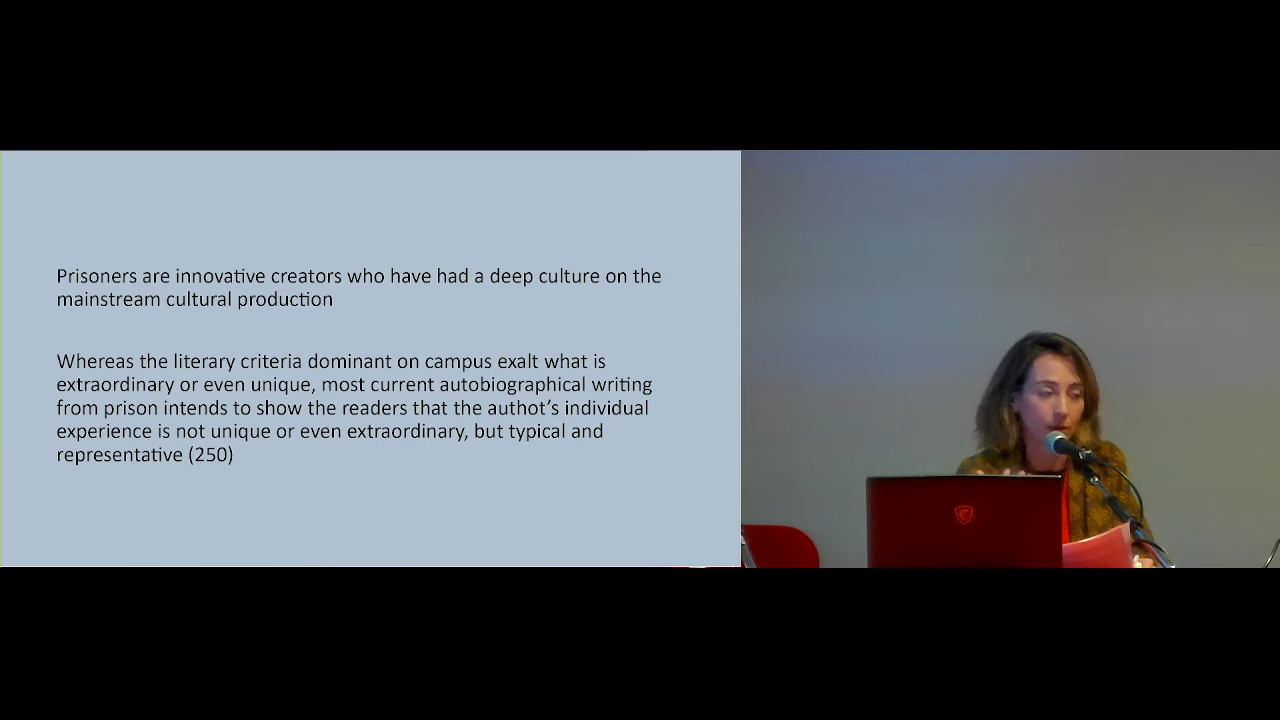 Prisoners are innovative creators who have had a deep culture on the
mainstream cultural production
Whereas the literary criteria dominant on campus exalt what is
extraordinary or even unique, most current autobiographical writing
from prison intends to show the readers that the authot’s individual
experience is not unique or even extraordinary, but typical and
representative (250)